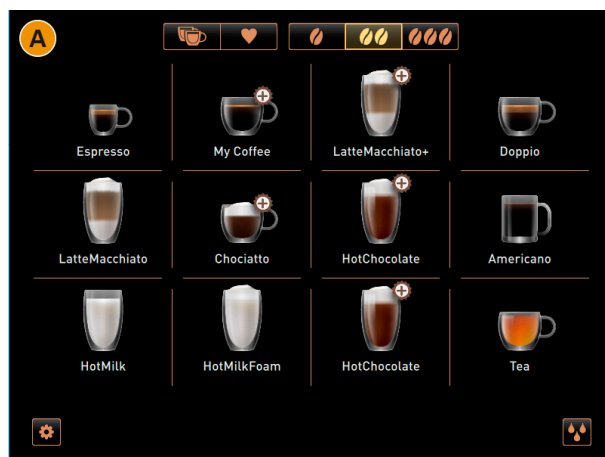 A
Espresso
My Coffee
LatteMacchiato+
Doppio
LatteMacchiato
Chociatto
HotChocolate
Americano
HotMilk
HotMilkFoam
HotChocolate
Tea